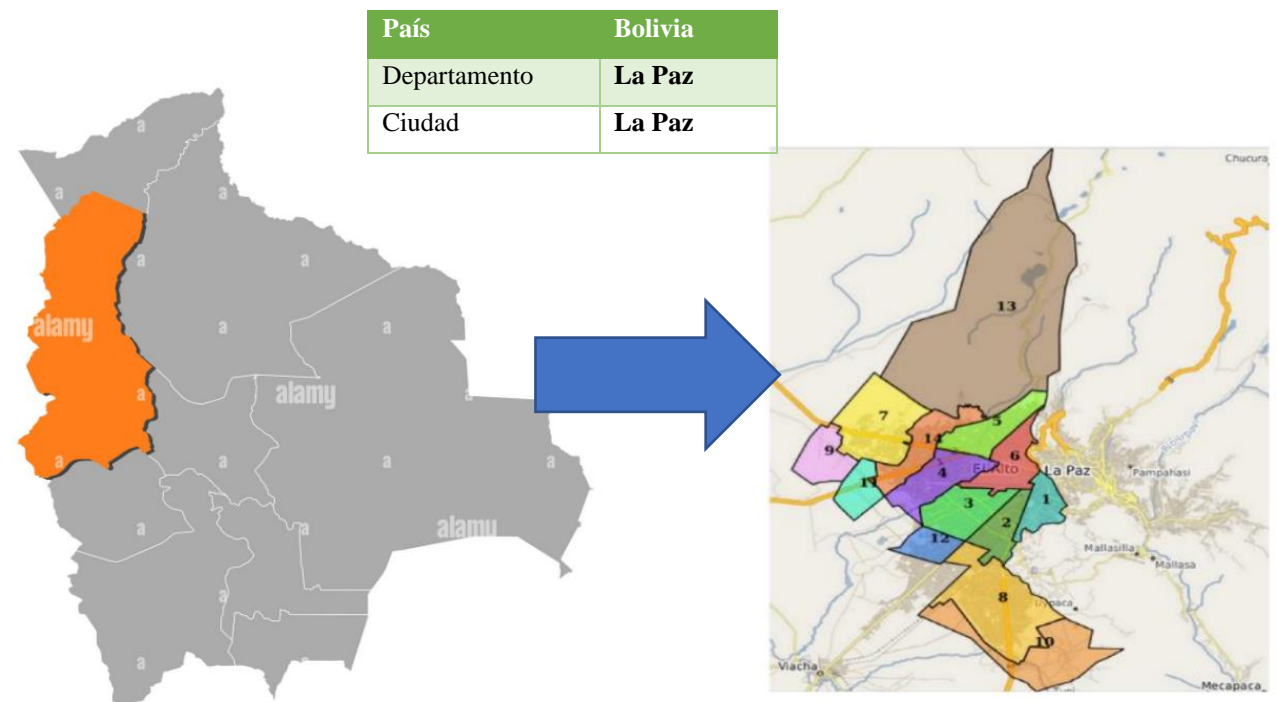 País Bolivia
Departamento La Paz
Ciudad La Paz
a
a
a
a
a
alamy
a
a
alamy
a
a
a
a
a
a
alamy
a
a
a
a
Chucura
13
7
14
5
9
6
El Alto
La Paz
Pampahasi
4
11
3
1
2
12
Mallasilla
Mallasa
8
10
Viacha
Mecapaca